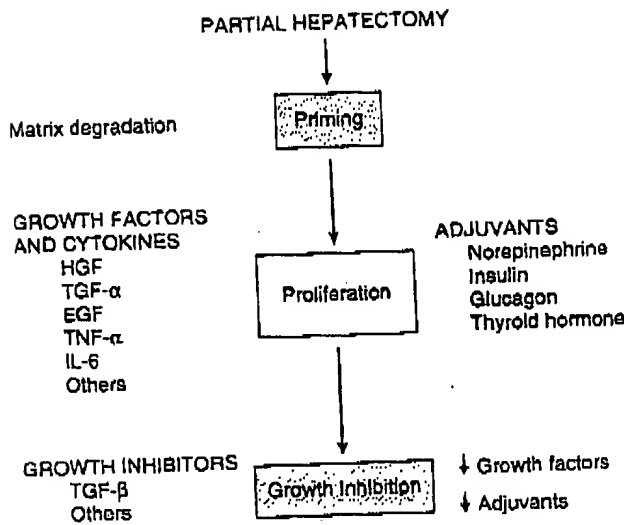 PARTIAL HEPATECTOMY
Matrix degradation
Priming
GROWTH FACTORS
AND CYTOKINES
HGF
TGF-α
EGF
TNF-α
IL-6
Others
Proliferation
ADJUVANTS
Norepinephrine
Insulin
Glucagon
Thyroid hormone
GROWTH INHIBITORS
TGF-β
Others
Growth Inhibition
↓ Growth factors
↓ Adjuvants